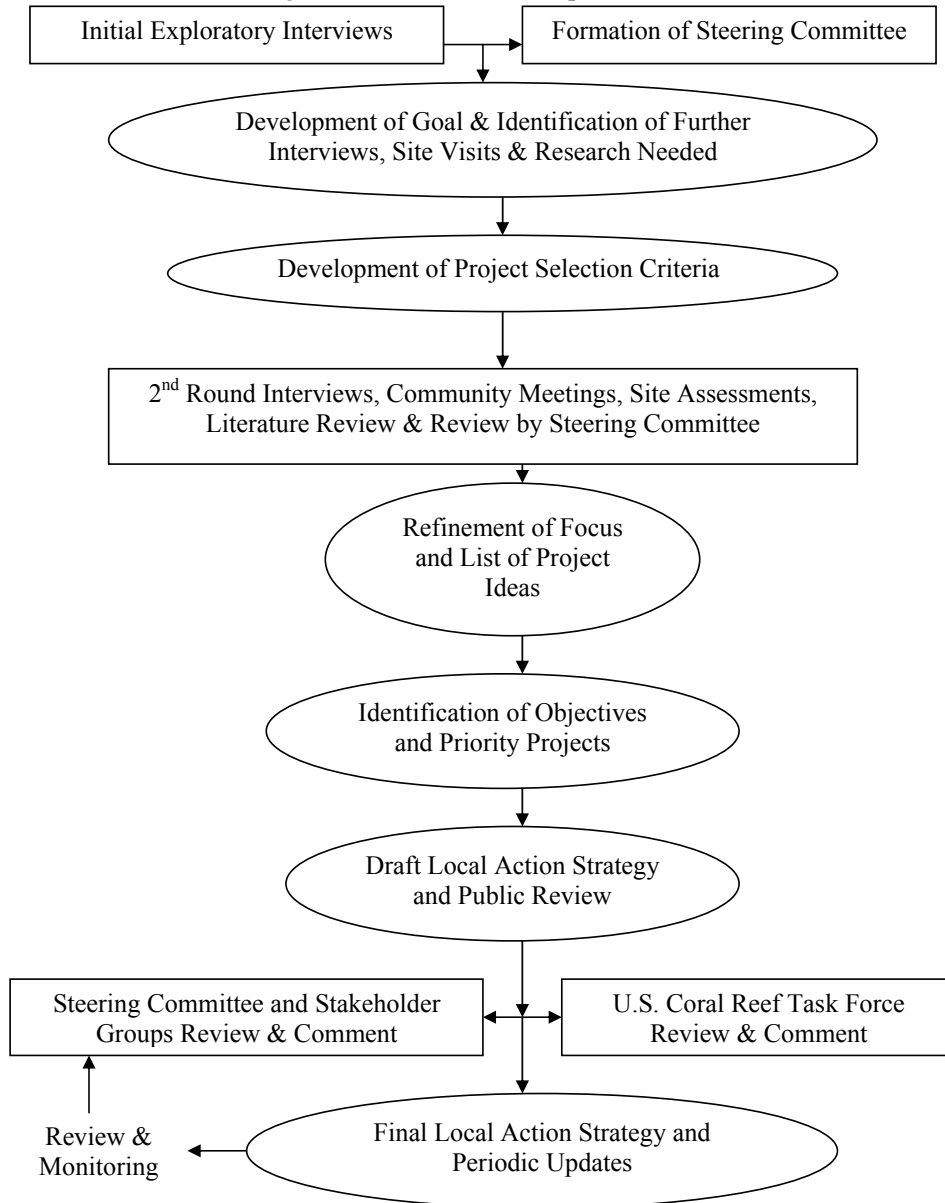 Initial Exploratory Interviews
Formation of Steering Committee
Development of Goal & Identification of Further
Interviews, Site Visits & Research Needed
Development of Project Selection Criteria
2nd Round Interviews, Community Meetings, Site Assessments,
Literature Review & Review by Steering Committee
Refinement of Focus
and List of Project
Ideas
Identification of Objectives
and Priority Projects
Draft Local Action Strategy
and Public Review
Steering Committee and Stakeholder
Groups Review & Comment
U.S. Coral Reef Task Force
Review & Comment
Review &
Monitoring
Final Local Action Strategy and
Periodic Updates